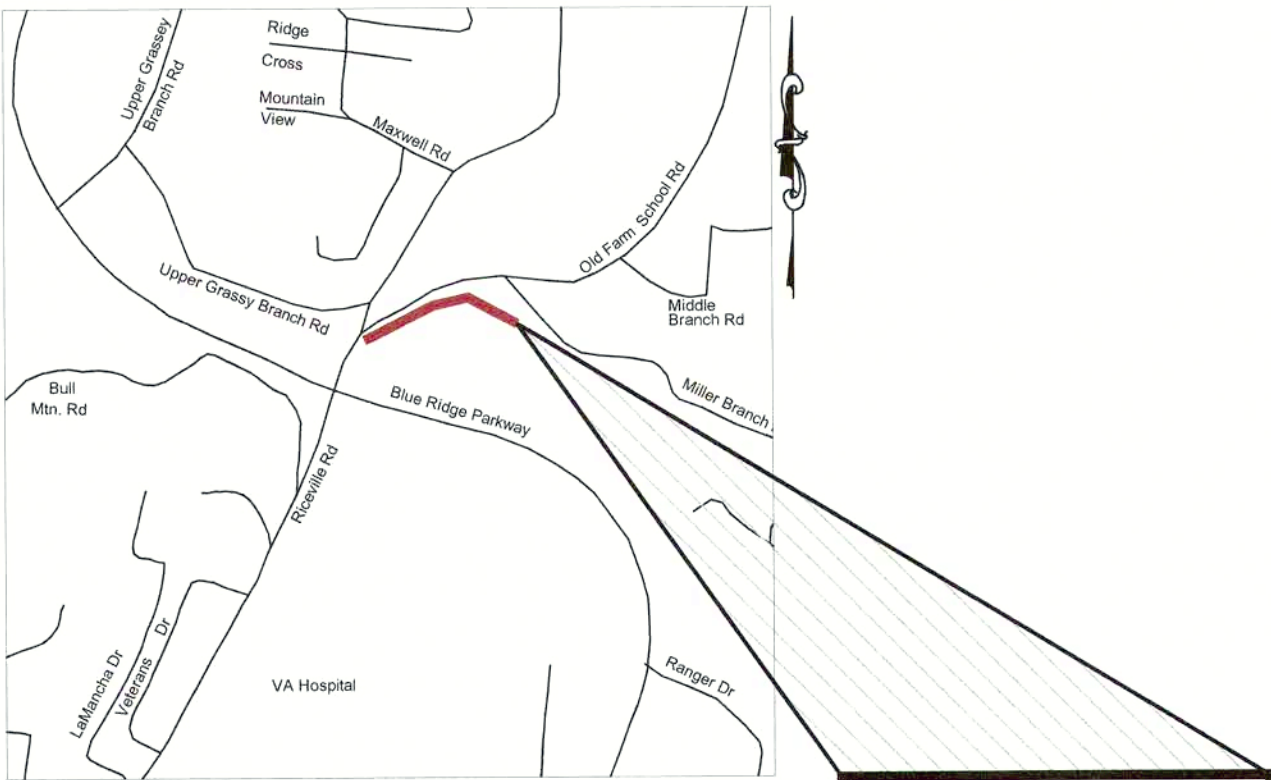 Upper Grassey
Branch Rd
Ridge
Cross
Mountain
View
Maxwell Rd
Old Farm School Rd
Upper Grassy Branch Rd
Middle
Branch Rd
Bull
Mtn. Rd
Blue Ridge Parkway
Miller Branch
Riceville Rd
LaMancha Dr
Veterans Dr
VA Hospital
Ranger Dr